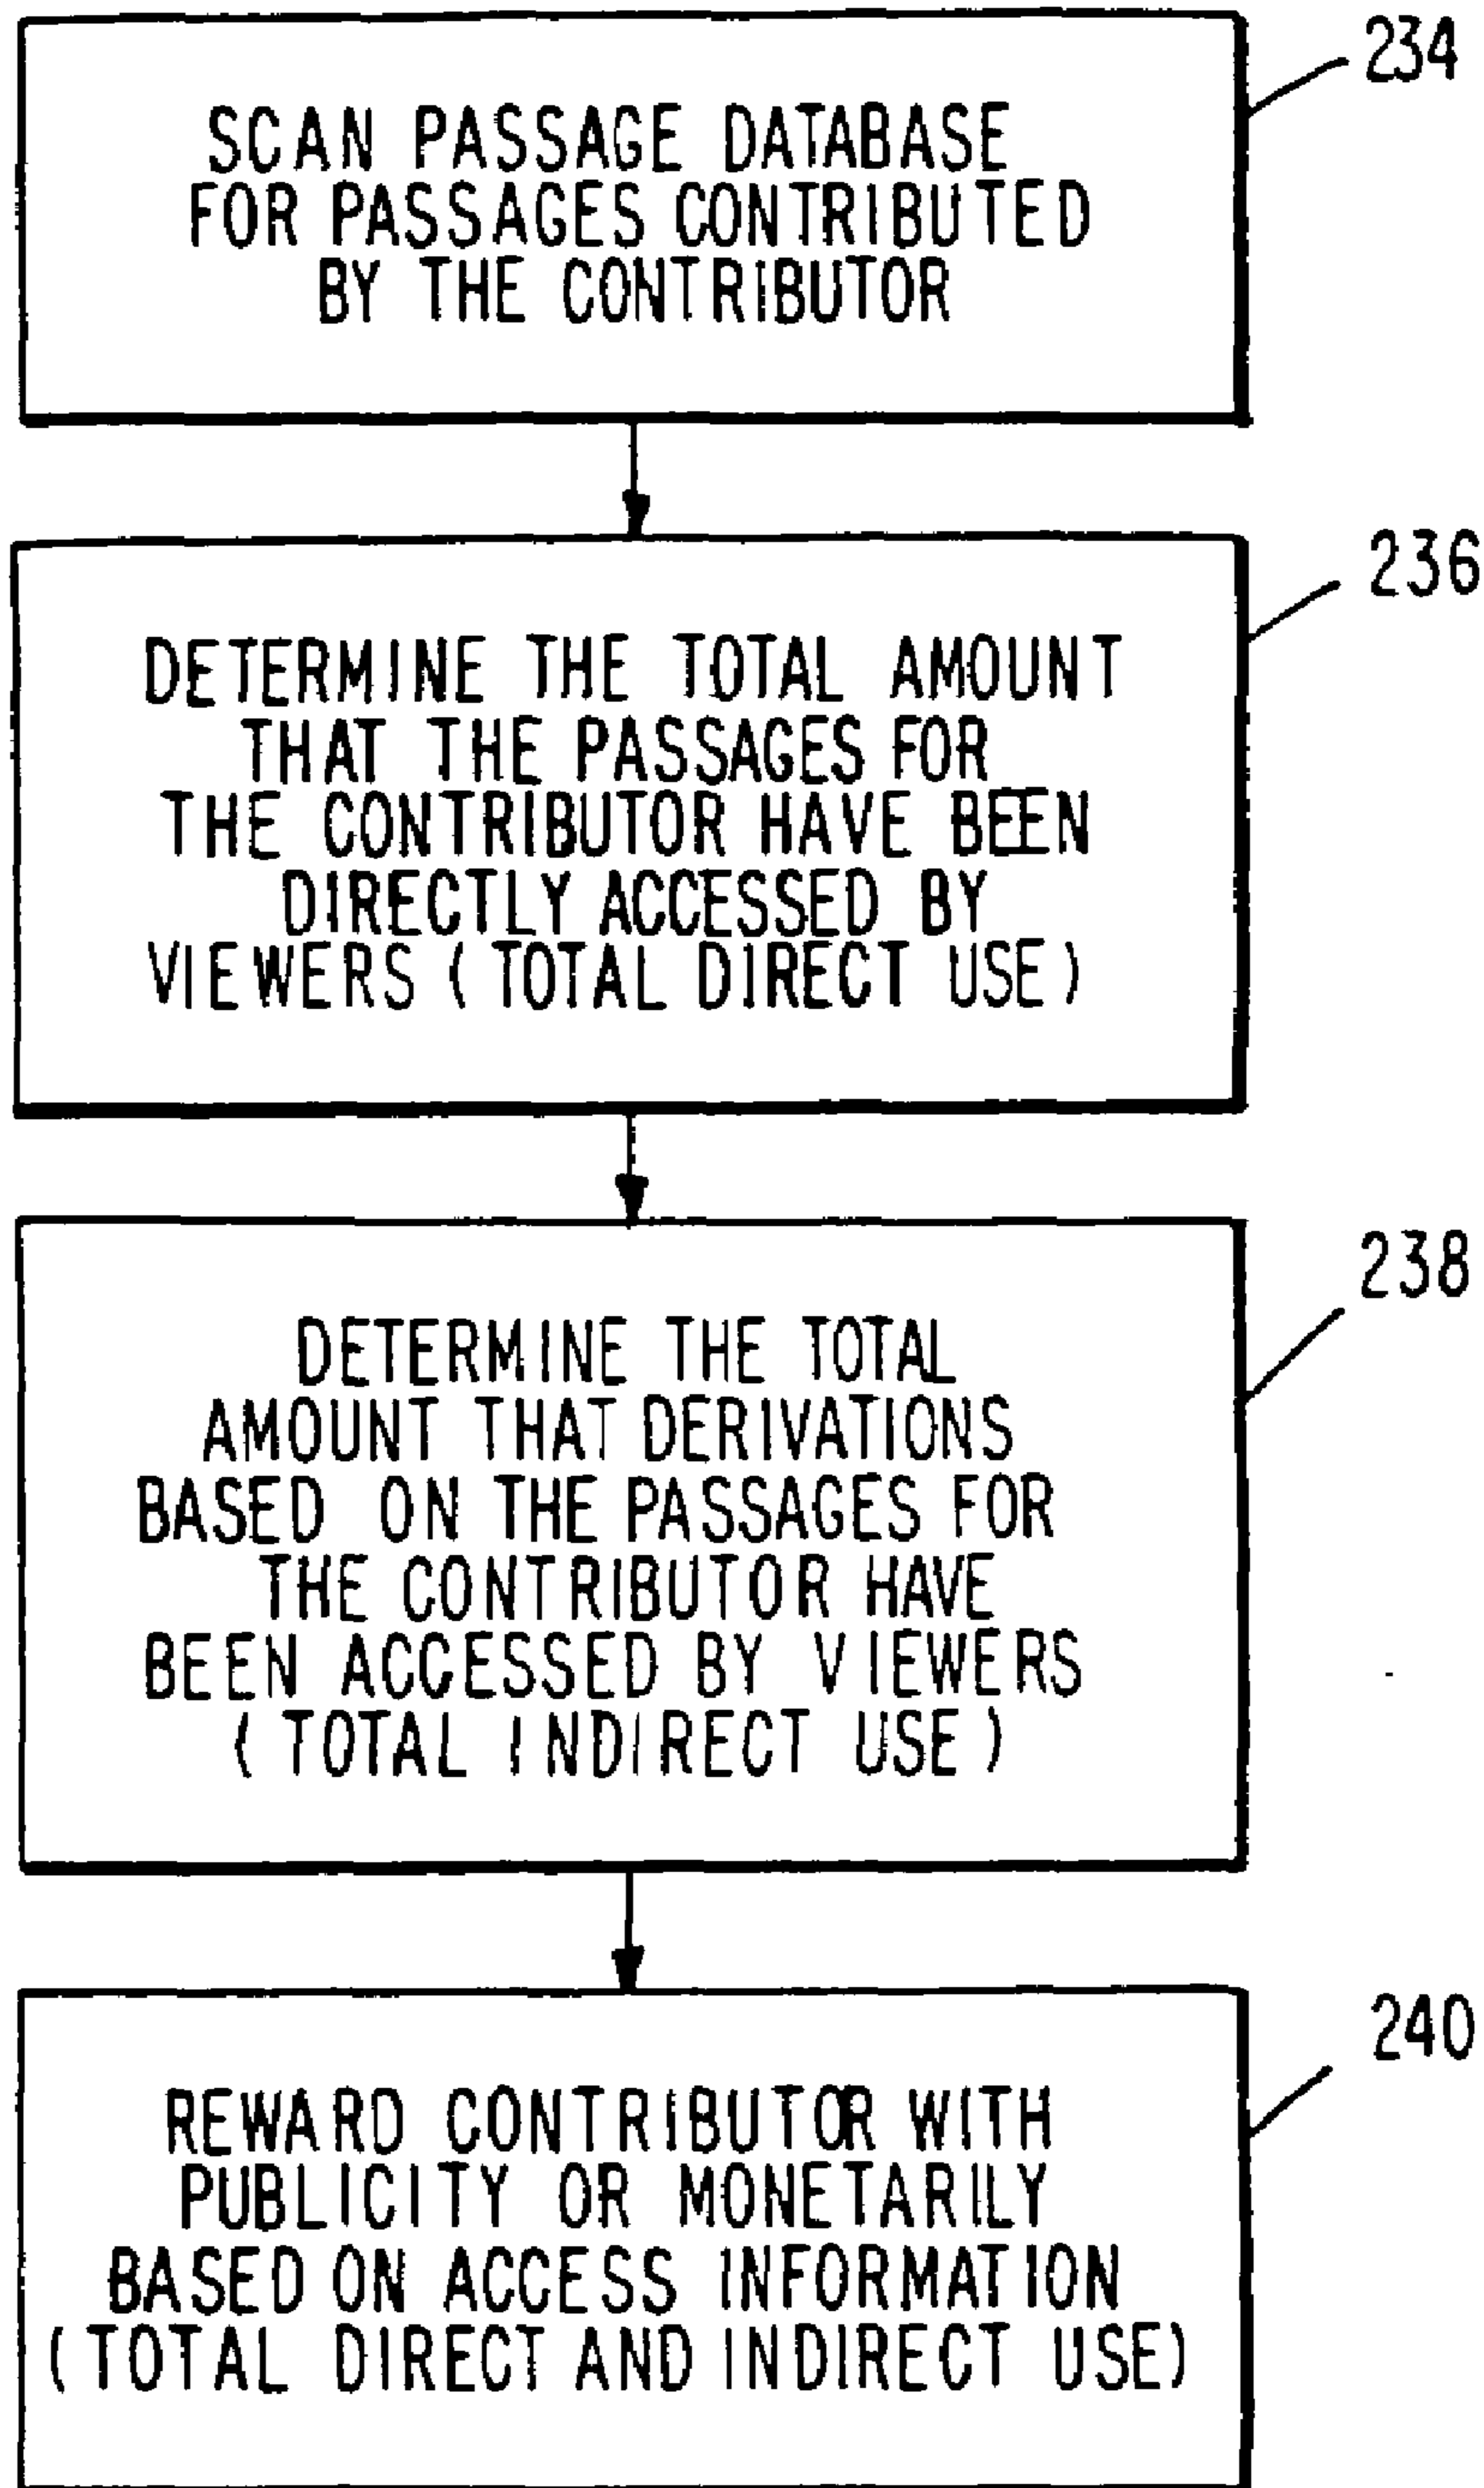 234
SCAN PASSAGE DATABASE
FOR PASSAGES CONTRIBUTED
BY THE CONTRIBUTOR
236
DETERMINE THE TOTAL AMOUNT
THAT THE PASSAGES FOR
THE CONTRIBUTOR HAVE BEEN
DIRECTLY ACCESSED BY
VIEWERS (TOTAL DIRECT USE)
238
DETERMINE THE TOTAL
AMOUNT THAT DERIVATIONS
BASED ON THE PASSAGES FOR
THE CONTRIBUTOR HAVE
BEEN ACCESSED BY VIEWERS
(TOTAL INDIRECT USE)
240
REWARD CONTRIBUTOR WITH
PUBLICITY OR MONETARILY
BASED ON ACCESS INFORMATION
(TOTAL DIRECT AND INDIRECT USE)